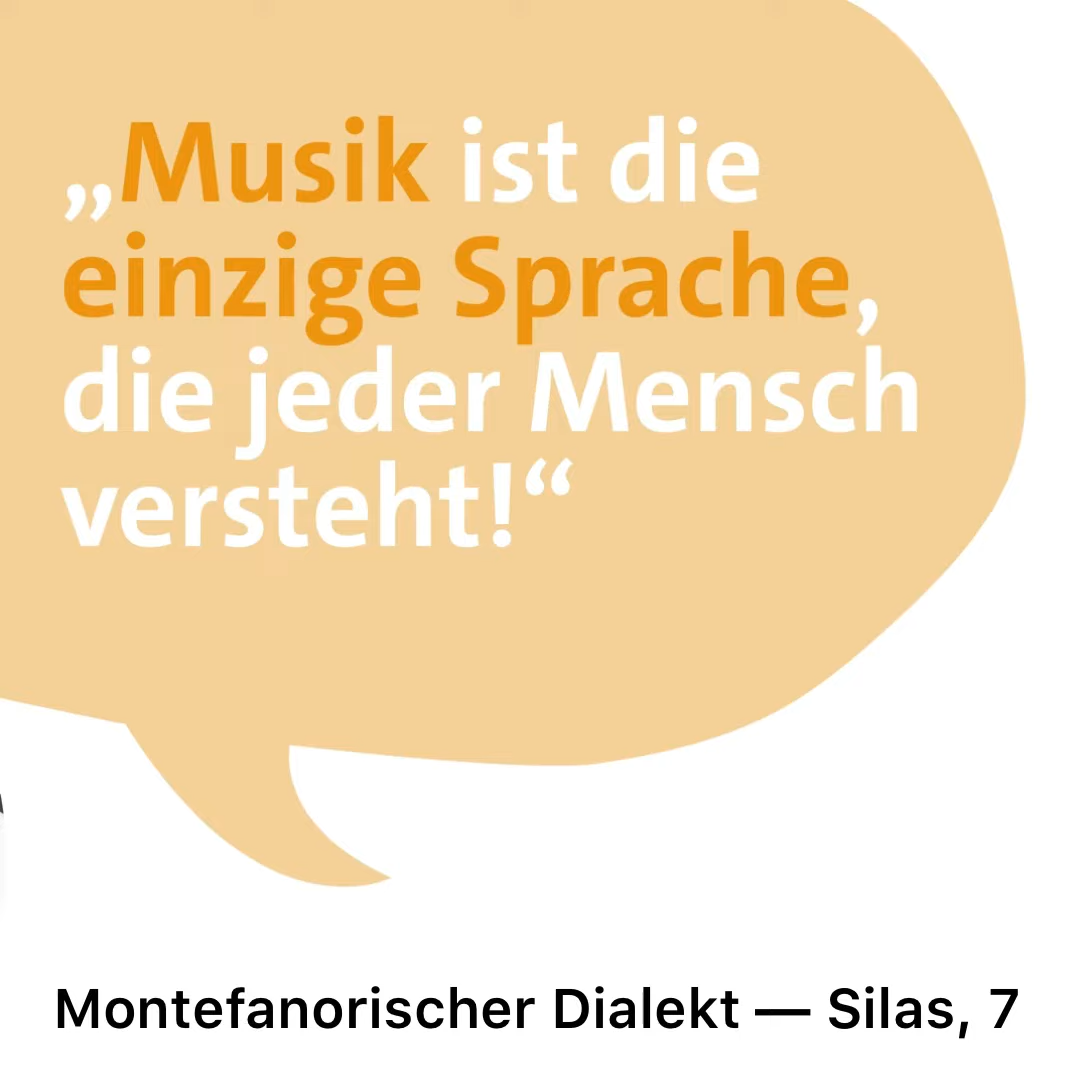 „Musik ist die
einzige Sprache,
die jeder Mensch
versteht!“
Montefanorischer Dialekt — Silas, 7